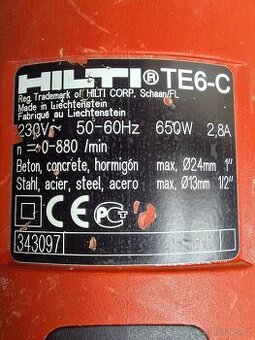 HILTI® TE6-C
Reg. Trademark of HILTI CORP. Schaan/FL
Made in Liechtenstein
Fabriqué au Liechtenstein
230V~ 50-60Hz 650W 2,8A
n 0-880 /min
Beton, concrete, hormigón max. Ø24mm 1"
Stahl, acier, steel, acero max. Ø13mm 1/2"
CE
343097